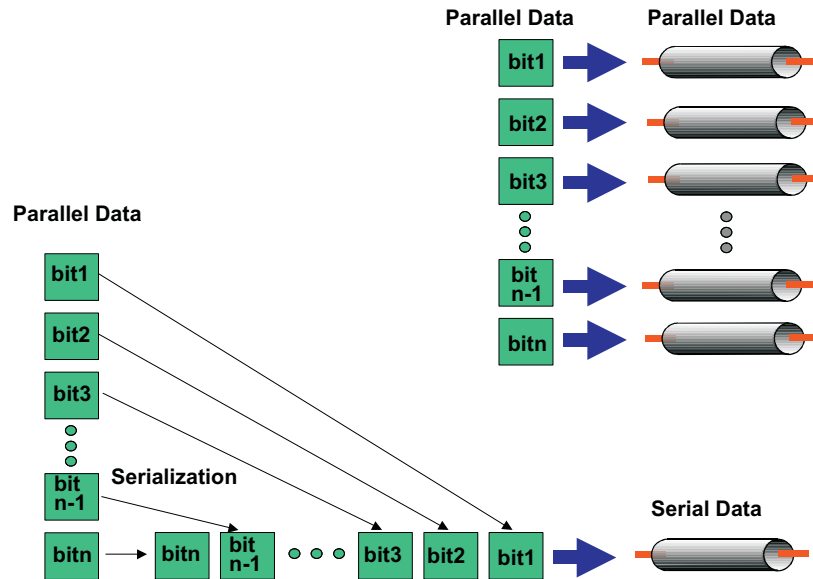 Parallel Data
Parallel Data
bit1
bit2
bit3
bit
n-1
bitn
Parallel Data
bit1
bit2
bit3
bit
n-1
bitn
Serialization
bitn
bit
n-1
bit3
bit2
bit1
Serial Data